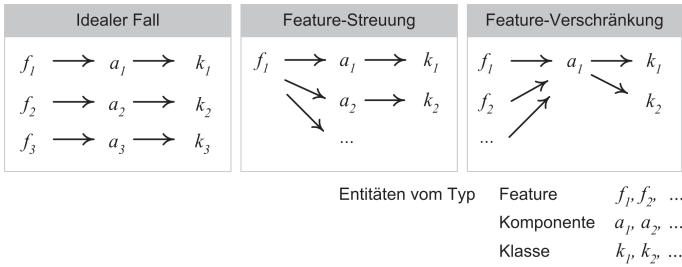 Idealer Fall
f1 → a1 → k1
f2 → a2 → k2
f3 → a3 → k3
Feature-Streuung
f1 → a1 → k1
a2 → k2
...
Feature-Verschränkung
f1 → a1 → k1
f2 k2
...
Entitäten vom Typ Feature f1, f2, ...
Komponente a1, a2, ...
Klasse k1, k2, ...